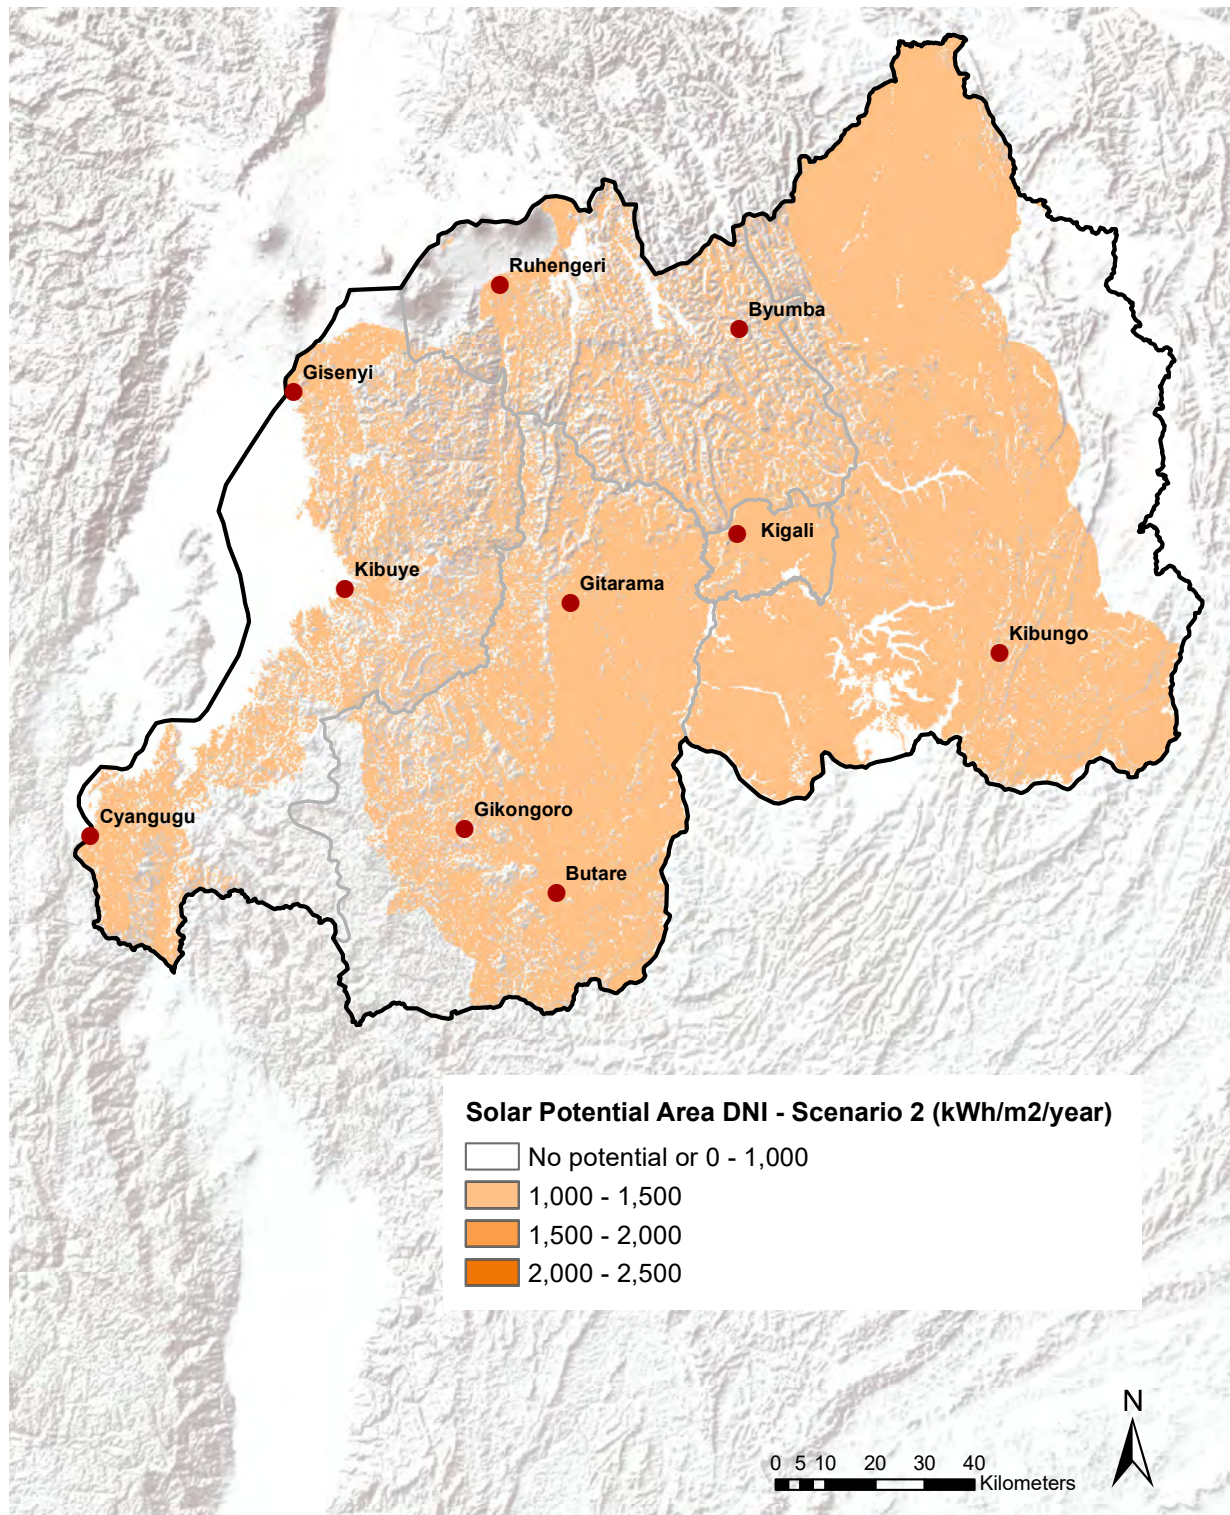 Ruhengeri
Byumba
Gisenyi
Kigali
Kibuye
Gitarama
Kibungo
Cyangugu
Gikongoro
Butare
Solar Potential Area DNI - Scenario 2 (kWh/m2/year)
No potential or 0 - 1,000
1,000 - 1,500
1,500 - 2,000
2,000 - 2,500
N
0 5 10 20 30 40
Kilometers